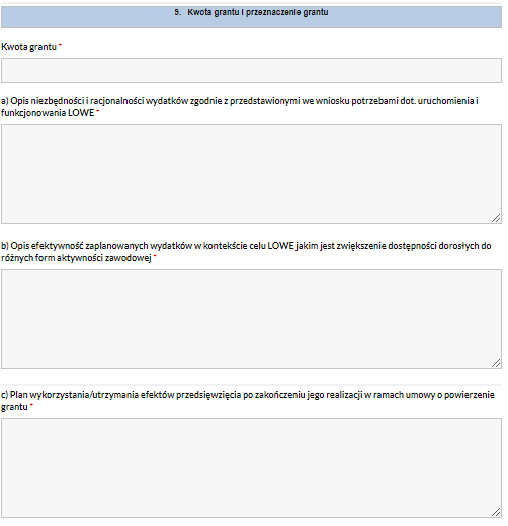 9. Kwota grantu i przeznaczenie grantu
Kwota grantu *
a) Opis niezbędności i racjonalności wydatków zgodnie z przedstawionymi we wniosku potrzebami dot. uruchomienia i
funkcjonowania LOWE *
b) Opis efektywność zaplanowanych wydatków w kontekście celu LOWE jakim jest zwiększenie dostępności dorosłych do
różnych form aktywności zawodowej *
c) Plan wykorzystania/utrzymania efektów przedsięwzięcia po zakończeniu jego realizacji w ramach umowy o powierzenie
grantu *